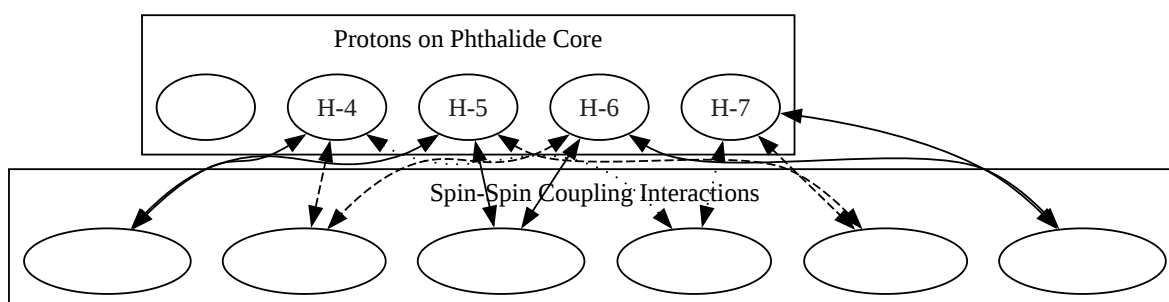 Protons on Phthalide Core
H-4 H-5 H-6 H-7
Spin-Spin Coupling Interactions